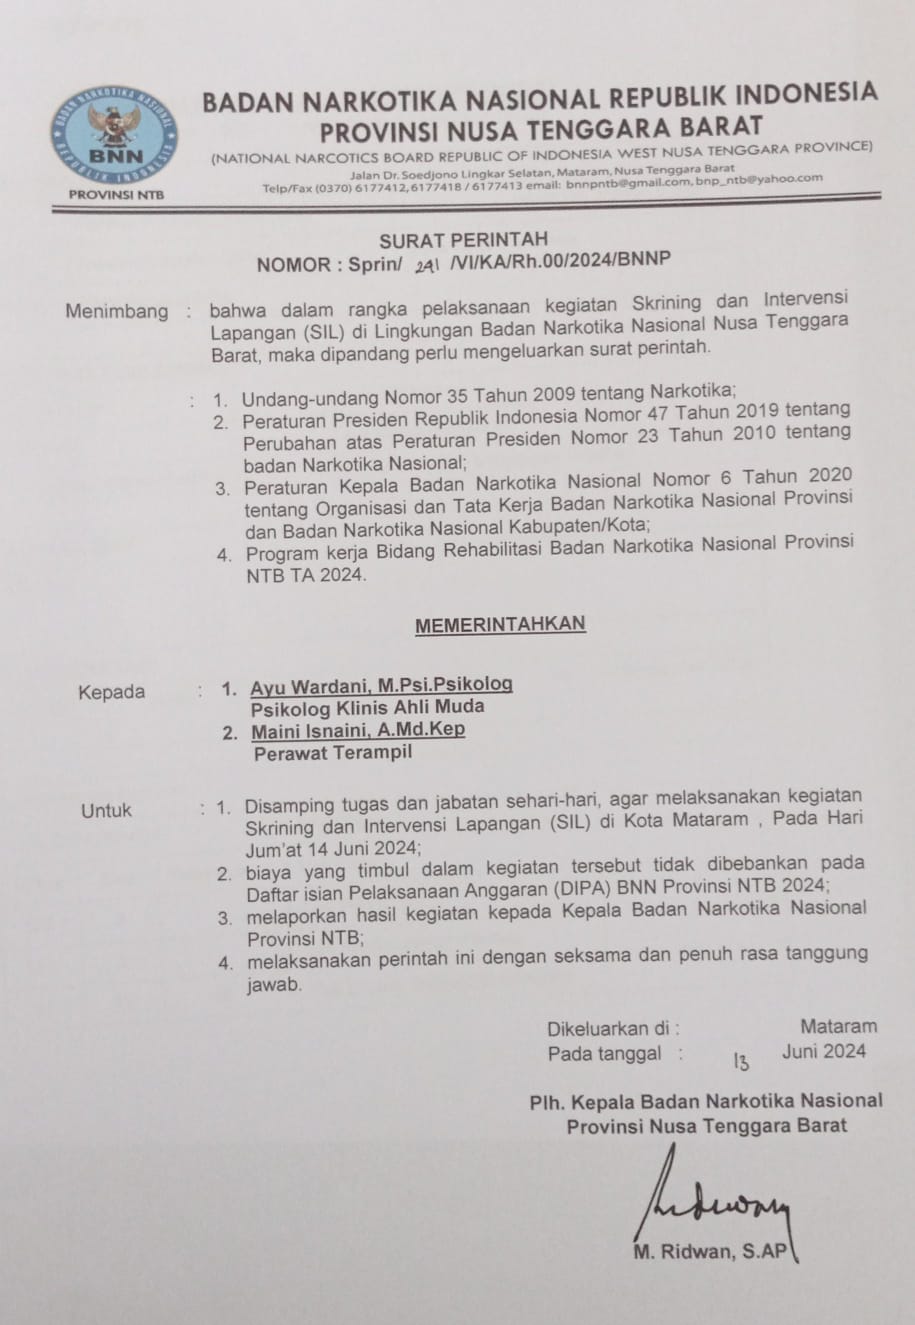 BADAN NARKOTIKA NASIONAL
REPUBLIK INDONESIA
BNN
PROVINSI NTB
BADAN NARKOTIKA NASIONAL REPUBLIK INDONESIA
PROVINSI NUSA TENGGARA BARAT
(NATIONAL NARCOTICS BOARD REPUBLIC OF INDONESIA WEST NUSA TENGGARA PROVINCE)
Jalan Dr. Soedjono Lingkar Selatan, Mataram, Nusa Tenggara Barat
Telp/Fax (0370) 6177412, 6177418 / 6177413 email: bnnpntb@gmail.com, bnp_ntb@yahoo.com
SURAT PERINTAH
NOMOR : Sprin/ 241 /VI/KA/Rh.00/2024/BNNP
Menimbang : bahwa dalam rangka pelaksanaan kegiatan Skrining dan Intervensi
Lapangan (SIL) di Lingkungan Badan Narkotika Nasional Nusa Tenggara
Barat, maka dipandang perlu mengeluarkan surat perintah.
: 1. Undang-undang Nomor 35 Tahun 2009 tentang Narkotika;
2. Peraturan Presiden Republik Indonesia Nomor 47 Tahun 2019 tentang
Perubahan atas Peraturan Presiden Nomor 23 Tahun 2010 tentang
badan Narkotika Nasional;
3. Peraturan Kepala Badan Narkotika Nasional Nomor 6 Tahun 2020
tentang Organisasi dan Tata Kerja Badan Narkotika Nasional Provinsi
dan Badan Narkotika Nasional Kabupaten/Kota;
4. Program kerja Bidang Rehabilitasi Badan Narkotika Nasional Provinsi
NTB TA 2024.
MEMERINTAHKAN
Kepada : 1. Ayu Wardani, M.Psi.Psikolog
Psikolog Klinis Ahli Muda
2. Maini Isnaini, A.Md.Kep
Perawat Terampil
Untuk : 1. Disamping tugas dan jabatan sehari-hari, agar melaksanakan kegiatan
Skrining dan Intervensi Lapangan (SIL) di Kota Mataram , Pada Hari
Jum'at 14 Juni 2024;
2. biaya yang timbul dalam kegiatan tersebut tidak dibebankan pada
Daftar isian Pelaksanaan Anggaran (DIPA) BNN Provinsi NTB 2024;
3. melaporkan hasil kegiatan kepada Kepala Badan Narkotika Nasional
Provinsi NTB;
4. melaksanakan perintah ini dengan seksama dan penuh rasa tanggung
jawab.
Dikeluarkan di : Mataram
Pada tanggal : 13 Juni 2024
Plh. Kepala Badan Narkotika Nasional
Provinsi Nusa Tenggara Barat
M. Ridwan, S.AP